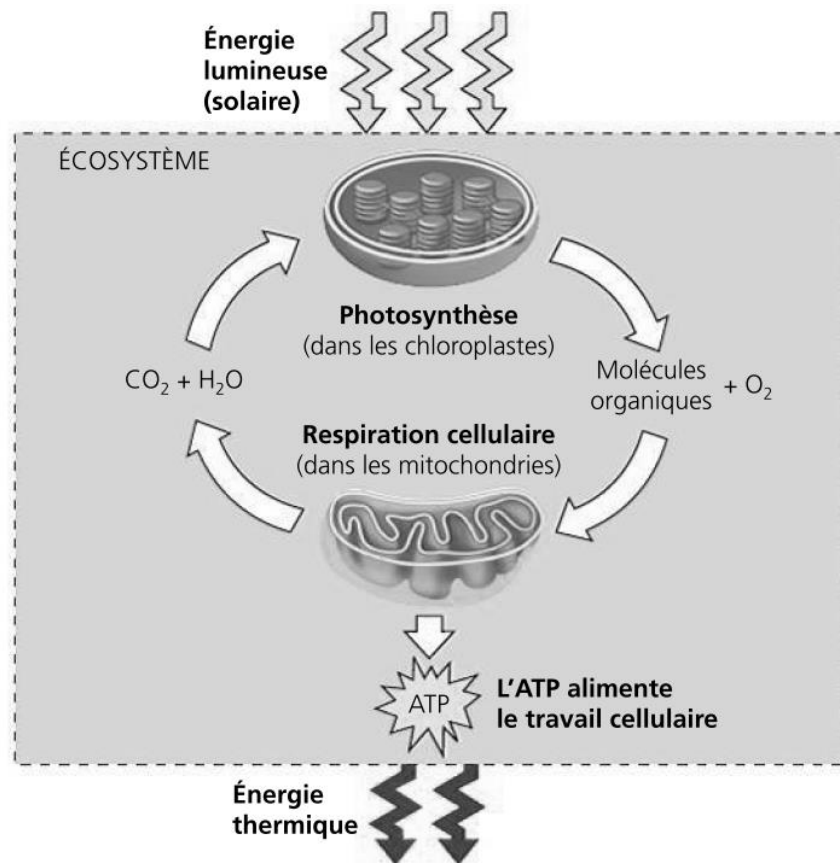 Énergie
lumineuse
(solaire)
ÉCOSYSTÈME
Photosynthèse
(dans les chloroplastes)
CO₂ + H₂O
Molécules
organiques + O₂
Respiration cellulaire
(dans les mitochondries)
ATP
L'ATP alimente
le travail cellulaire
Énergie
thermique